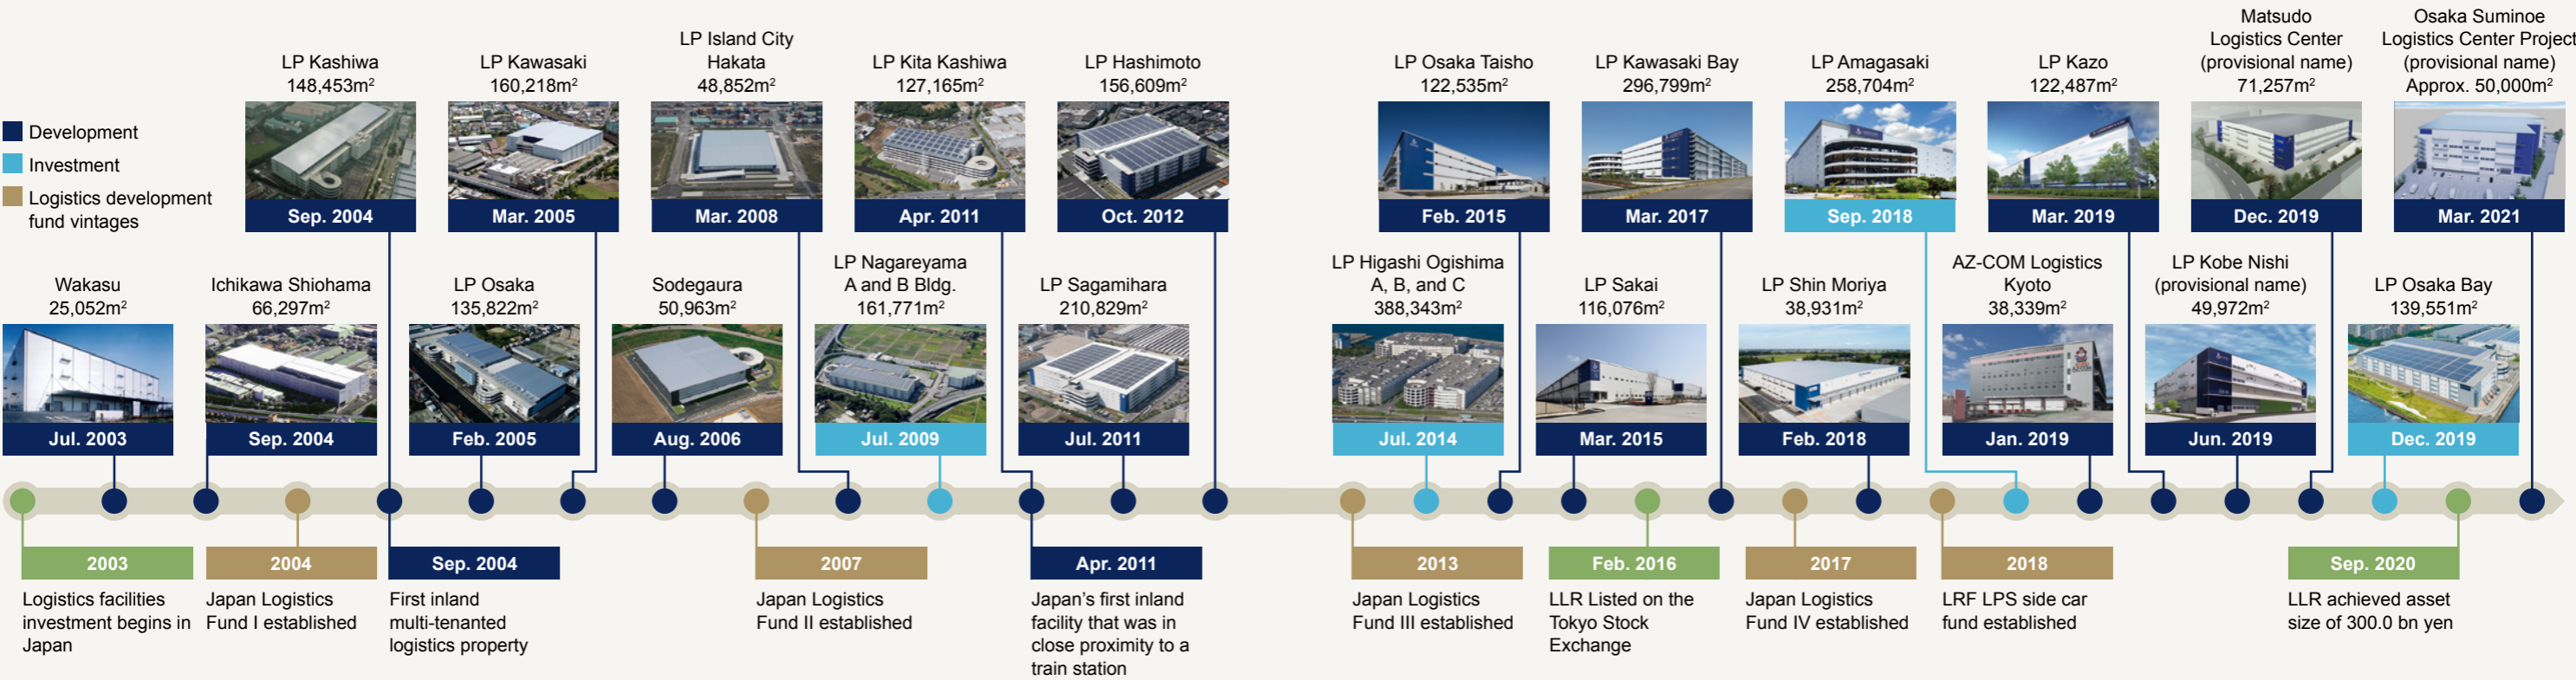 Development
Investment
Logistics development
fund vintages
LP Kashiwa
148,453m²
Sep. 2004
LP Kawasaki
160,218m²
Mar. 2005
LP Island City
Hakata
48,852m²
Mar. 2008
LP Kita Kashiwa
127,165m²
Apr. 2011
LP Hashimoto
156,609m²
Oct. 2012
LP Osaka Taisho
122,535m²
Feb. 2015
LP Kawasaki Bay
296,799m²
Mar. 2017
LP Amagasaki
258,704m²
Sep. 2018
LP Kazo
122,487m²
Mar. 2019
Matsudo
Logistics Center
(provisional name)
71,257m²
Dec. 2019
Osaka Suminoe
Logistics Center Project
(provisional name)
Approx. 50,000m²
Mar. 2021
Wakasu
25,052m²
Jul. 2003
Ichikawa Shiohama
66,297m²
Sep. 2004
LP Osaka
135,822m²
Feb. 2005
Sodegaura
50,963m²
Aug. 2006
LP Nagareyama
A and B Bldg.
161,771m²
Jul. 2009
LP Sagamihara
210,829m²
Jul. 2011
LP Higashi Ogishima
A, B, and C
388,343m²
Jul. 2014
LP Sakai
116,076m²
Mar. 2015
LP Shin Moriya
38,931m²
Feb. 2018
AZ-COM Logistics
Kyoto
38,339m²
Jan. 2019
LP Kobe Nishi
(provisional name)
49,972m²
Jun. 2019
LP Osaka Bay
139,551m²
Dec. 2019
2003
Logistics facilities
investment begins in
Japan
2004
Japan Logistics
Fund I established
Sep. 2004
First inland
multi-tenanted
logistics property
2007
Japan Logistics
Fund II established
Apr. 2011
Japan’s first inland
facility that was in
close proximity to a
train station
2013
Japan Logistics
Fund III established
Feb. 2016
LLR Listed on the
Tokyo Stock
Exchange
2017
Japan Logistics
Fund IV established
2018
LRF LPS side car
fund established
Sep. 2020
LLR achieved asset
size of 300.0 bn yen